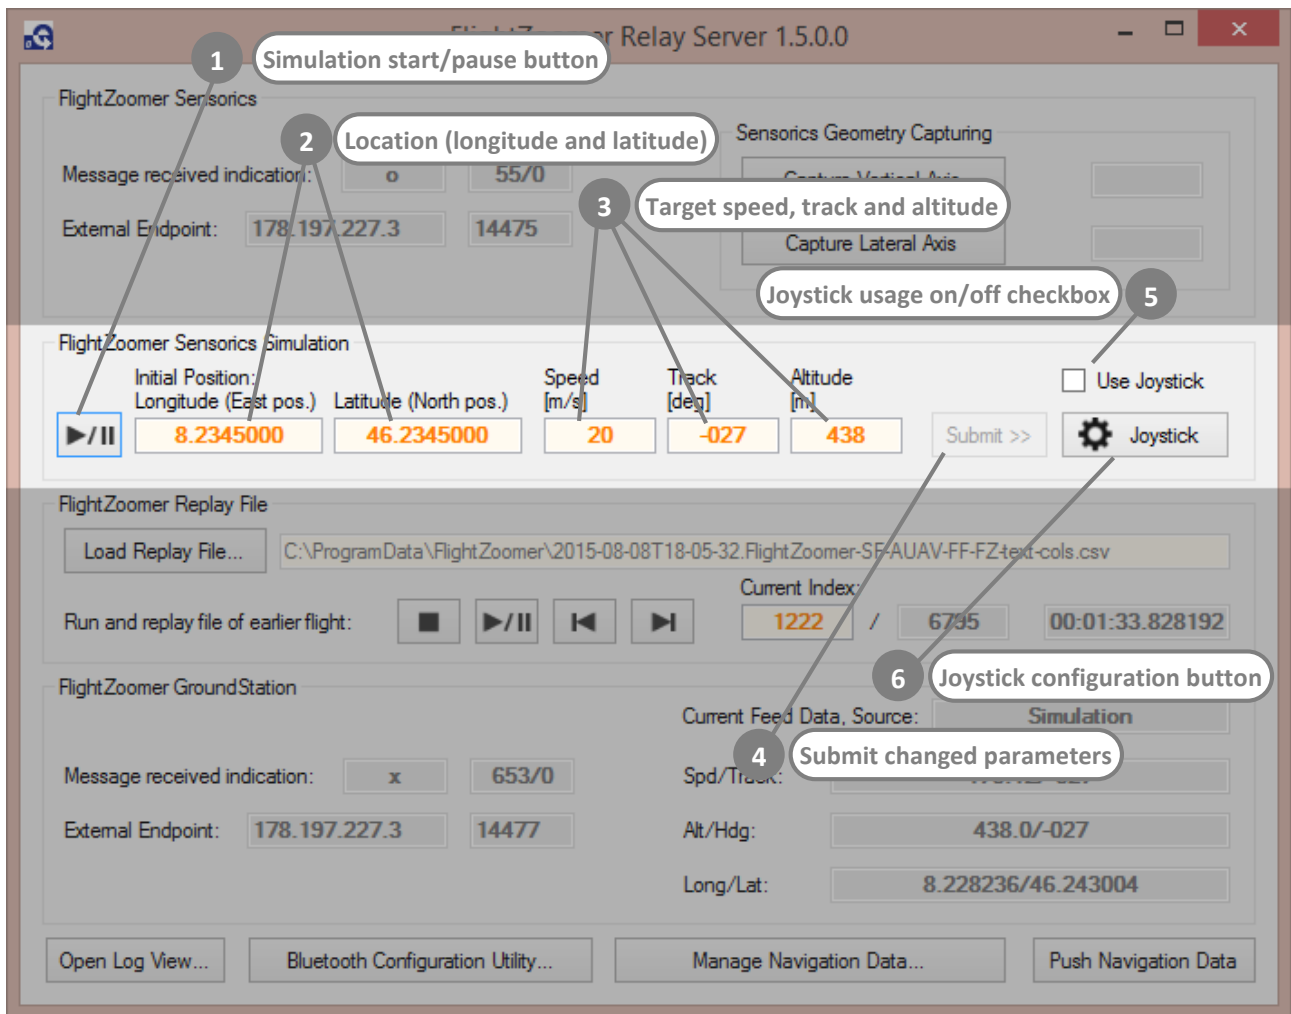 Relay Server 1.5.0.0
1 Simulation start/pause button
FlightZoomer Sensorics
2 Location (longitude and latitude)
Sensorics Geometry Capturing
Message received indication: o 55/0
Capture Vertical Axis
3 Target speed, track and altitude
External Endpoint: 178.197.227.3 14475
Capture Lateral Axis
Joystick usage on/off checkbox 5
FlightZoomer Sensorics Simulation
Initial Position:
Longitude (East pos.) Latitude (North pos.)
Speed
[m/s]
Track
[deg]
Altitude
[m]
Use Joystick
▶/II 8.2345000 46.2345000 20 -027 438 Submit >> Joystick
FlightZoomer Replay File
Load Replay File... C:\ProgramData\FlightZoomer\2015-08-08T18-05-32.FlightZoomer-SF-AUAV-FF-FZ-text-cols.csv
Current Index:
Run and replay file of earlier flight: ▶/II 1222 / 6795 00:01:33.828192
6 Joystick configuration button
FlightZoomer GroundStation
Current Feed Data, Source: Simulation
4 Submit changed parameters
Message received indication: x 653/0
Spd/Track:
External Endpoint: 178.197.227.3 14477
Alt/Hdg: 438.0/-027
Long/Lat: 8.228236/46.243004
Open Log View... Bluetooth Configuration Utility... Manage Navigation Data... Push Navigation Data